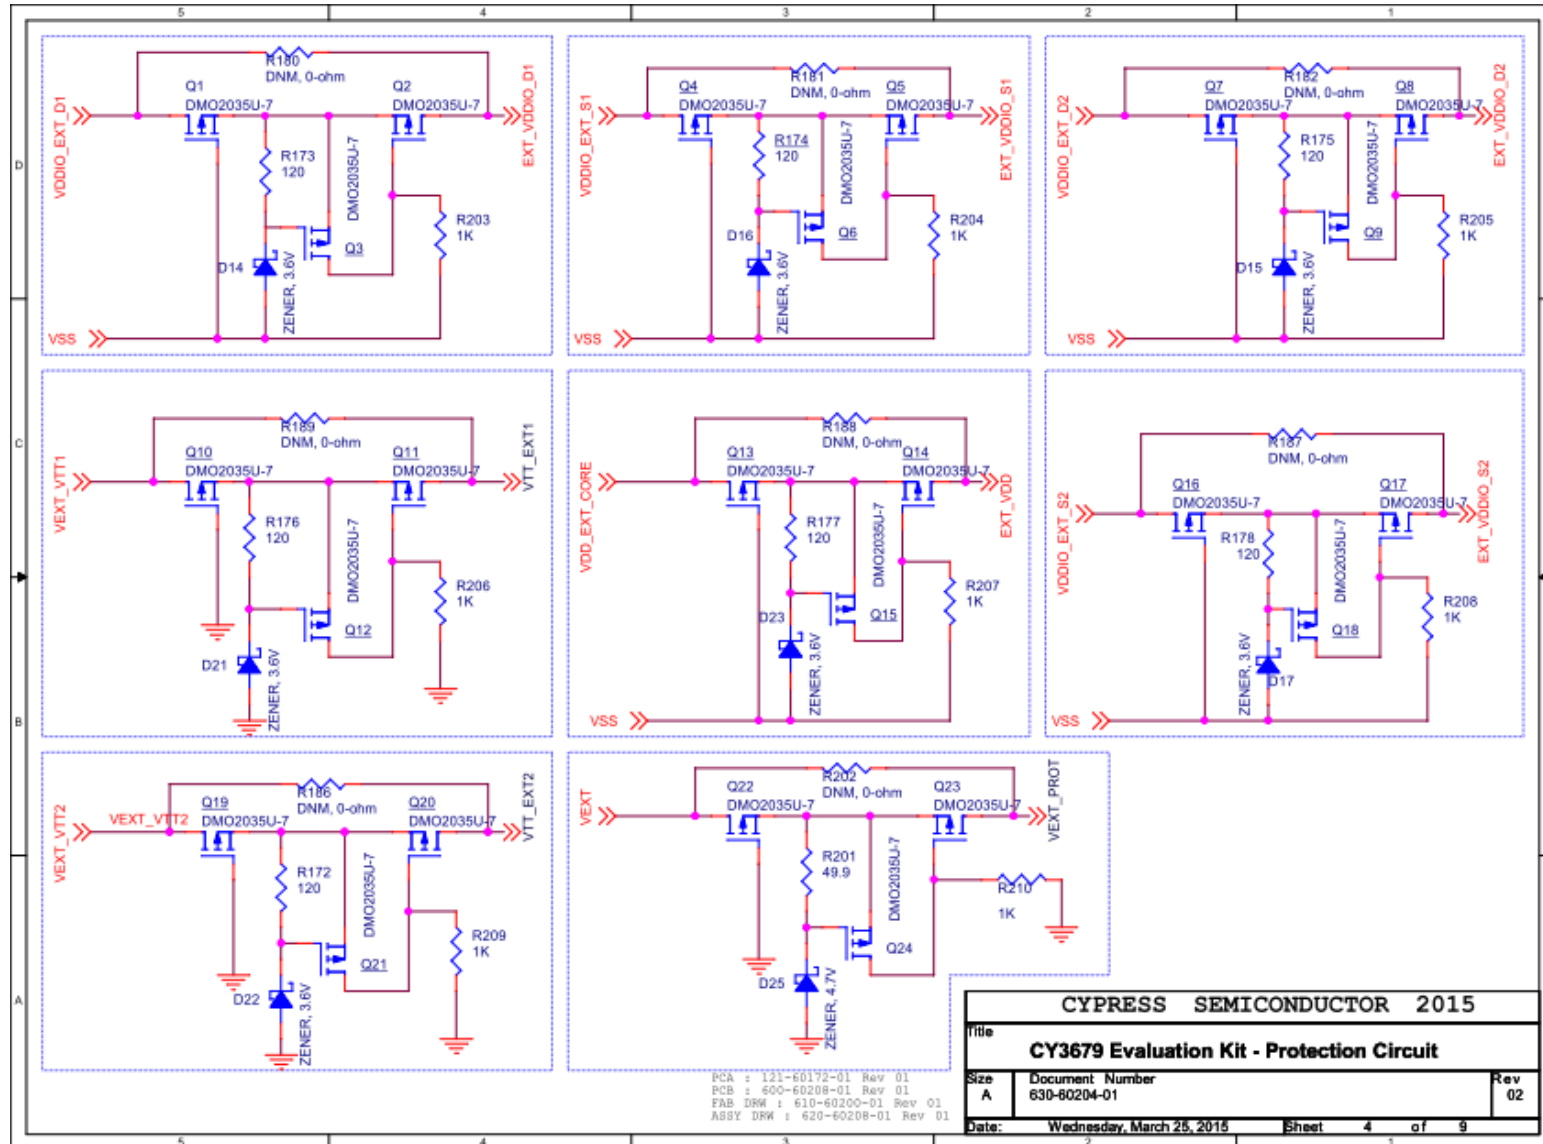 5 4 3 2 1
D
C
B
A
R180
DNM, 0-ohm
Q1
DMO2035U-7
Q2
DMO2035U-7
VDDIO_EXT_D1
EXT_VDDIO_D1
R173
120
DMO2035U-7
Q3
R203
1K
D14
ZENER, 3.6V
VSS
R181
DNM, 0-ohm
Q4
DMO2035U-7
Q5
DMO2035U-7
VDDIO_EXT_S1
EXT_VDDIO_S1
R174
120
DMO2035U-7
Q6
R204
1K
D16
ZENER, 3.6V
VSS
R182
DNM, 0-ohm
Q7
DMO2035U-7
Q8
DMO2035U-7
VDDIO_EXT_D2
EXT_VDDIO_D2
R175
120
DMO2035U-7
Q9
R205
1K
D15
ZENER, 3.6V
VSS
R189
DNM, 0-ohm
Q10
DMO2035U-7
Q11
DMO2035U-7
VEXT_VTT1
VTT_EXT1
R176
120
DMO2035U-7
Q12
R206
1K
D21
ZENER, 3.6V
R188
DNM, 0-ohm
Q13
DMO2035U-7
Q14
DMO2035U-7
VDD_EXT_CORE
EXT_VDD
R177
120
DMO2035U-7
Q15
R207
1K
D23
ZENER, 3.6V
VSS
R187
DNM, 0-ohm
Q16
DMO2035U-7
Q17
DMO2035U-7
VDDIO_EXT_S2
EXT_VDDIO_S2
R178
120
DMO2035U-7
Q18
R208
1K
D17
ZENER, 3.6V
VSS
R186
DNM, 0-ohm
VEXT_VTT2
VEXT_VTT2
Q19
DMO2035U-7
Q20
DMO2035U-7
VTT_EXT2
R172
120
DMO2035U-7
Q21
R209
1K
D22
ZENER, 3.6V
R202
DNM, 0-ohm
Q22
DMO2035U-7
Q23
DMO2035U-7
VEXT
VEXT_PROT
R201
49.9
DMO2035U-7
Q24
R210
1K
D25
ZENER, 4.7V
PCA : 121-60172-01 Rev 01
PCB : 600-60208-01 Rev 01
FAB DRW : 610-60200-01 Rev 01
ASSY DRW : 620-60208-01 Rev 01
CYPRESS SEMICONDUCTOR 2015
Title
CY3679 Evaluation Kit - Protection Circuit
Size
A
Document Number
630-60204-01
Rev
02
Date: Wednesday, March 25, 2015 Sheet 4 of 9
5 4 3 2 1